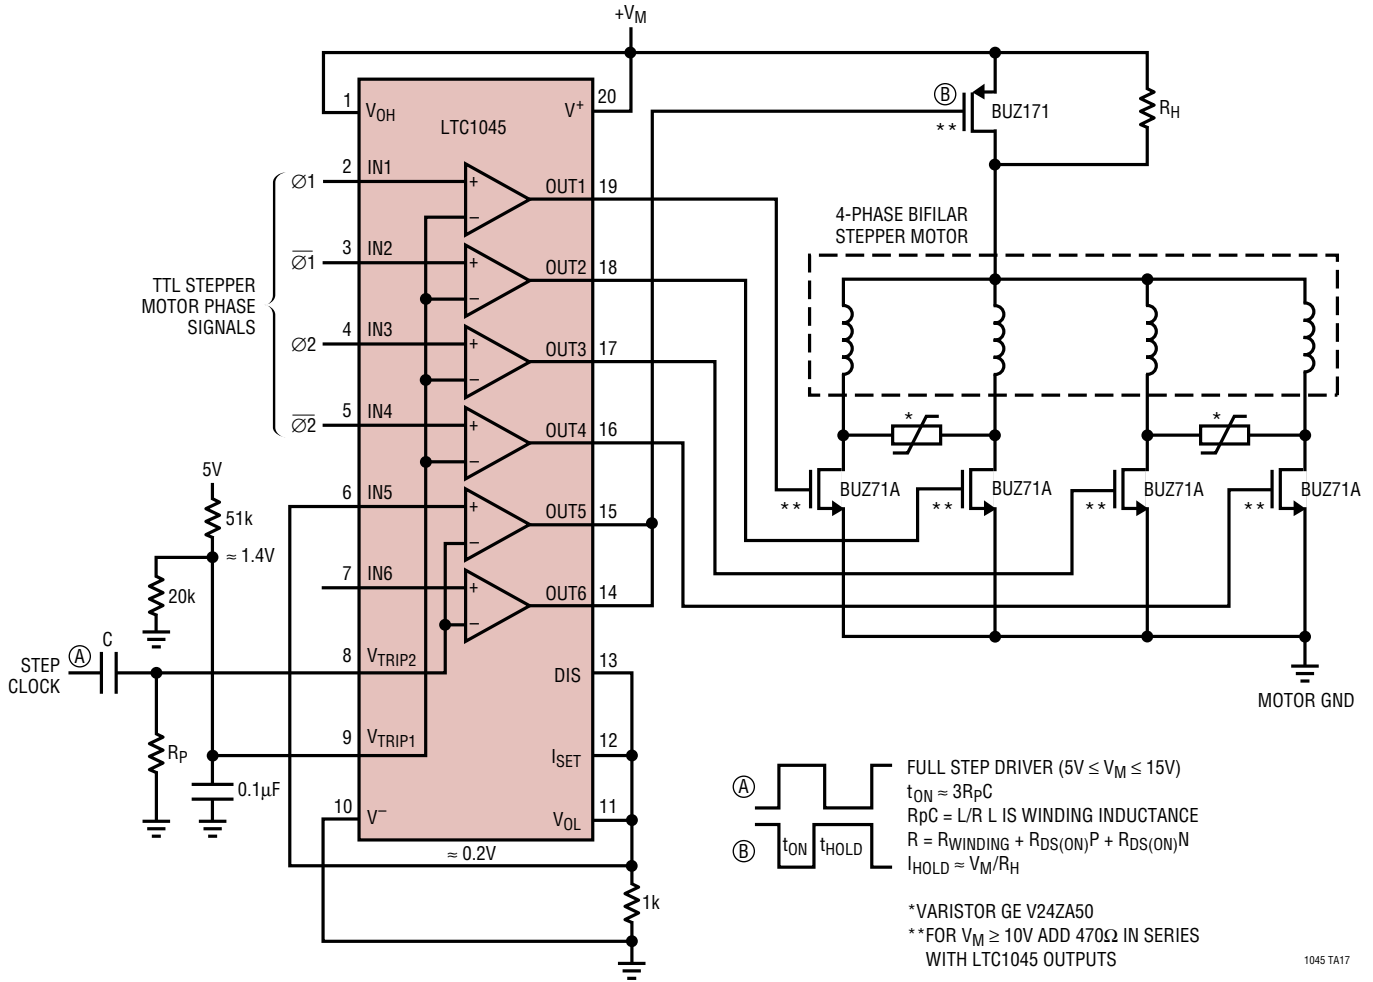 +VM
1 VOH
LTC1045
V+ 20
2 IN1
∅1
+
−
OUT1 19
3 IN2
∅1̅
+
−
OUT2 18
4 IN3
∅2
+
−
OUT3 17
5 IN4
∅2̅
+
−
OUT4 16
6 IN5
+
−
OUT5 15
7 IN6
+
−
OUT6 14
8 VTRIP2
DIS 13
9 VTRIP1
ISET 12
10 V−
VOL 11
TTL STEPPER
MOTOR PHASE
SIGNALS
5V
51k
≈ 1.4V
20k
C
STEP
CLOCK
Ⓐ
RP
0.1µF
≈ 0.2V
1k
Ⓑ
**
BUZ171
RH
4-PHASE BIFILAR
STEPPER MOTOR
*
*
**
BUZ71A
**
BUZ71A
**
BUZ71A
**
BUZ71A
MOTOR GND
Ⓐ
Ⓑ
tON tHOLD
FULL STEP DRIVER (5V ≤ VM ≤ 15V)
tON ≈ 3RPC
RpC = L/R L IS WINDING INDUCTANCE
R = RWINDING + RDS(ON)P + RDS(ON)N
IHOLD ≈ VM/RH
*VARISTOR GE V24ZA50
**FOR VM ≥ 10V ADD 470Ω IN SERIES
WITH LTC1045 OUTPUTS
1045 TA17